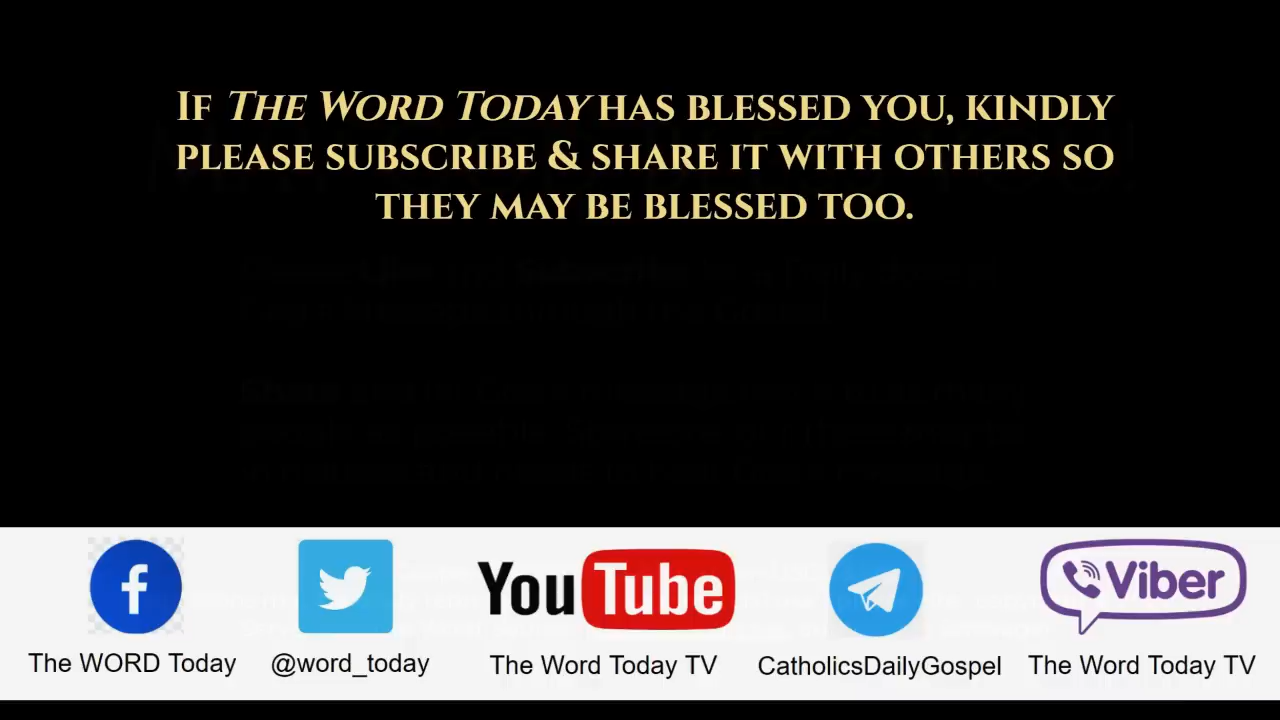 If The Word Today has blessed you, kindly
please subscribe & share it with others so
they may be blessed too.
f
YouTube
Viber
The WORD Today
@word_today
The Word Today TV
CatholicsDailyGospel
The Word Today TV